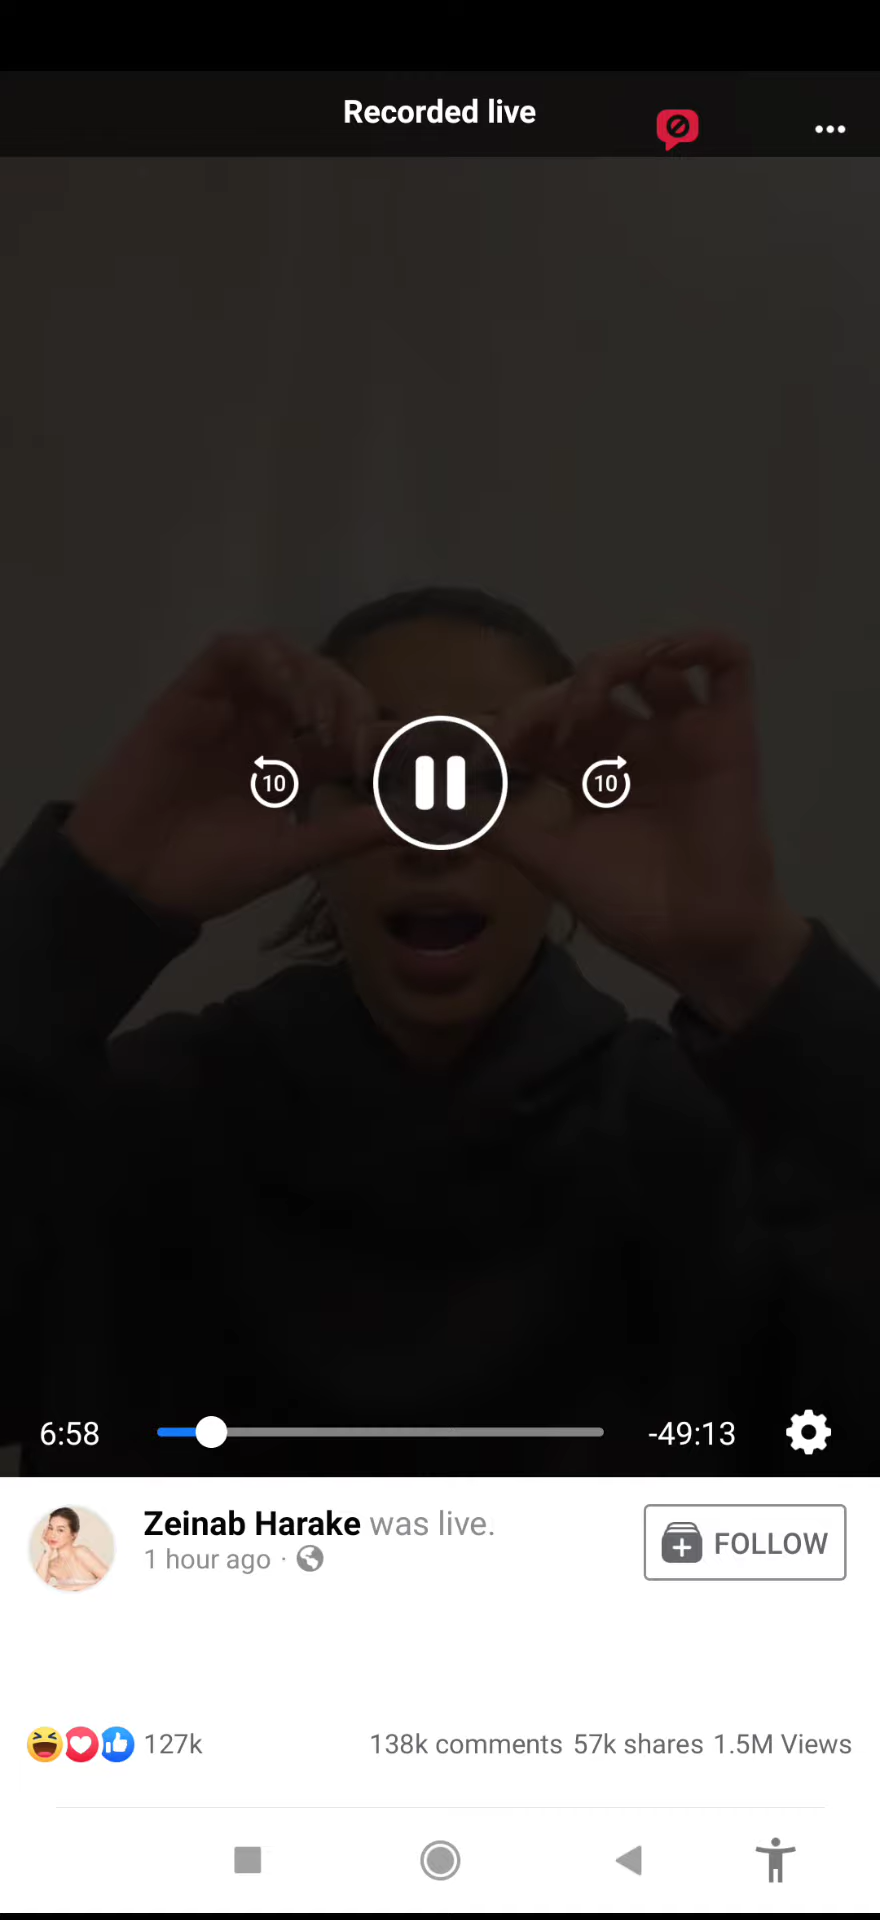 Recorded live
10
10
6:58
-49:13
Zeinab Harake was live.
1 hour ago ·
FOLLOW
127k
138k comments 57k shares 1.5M Views